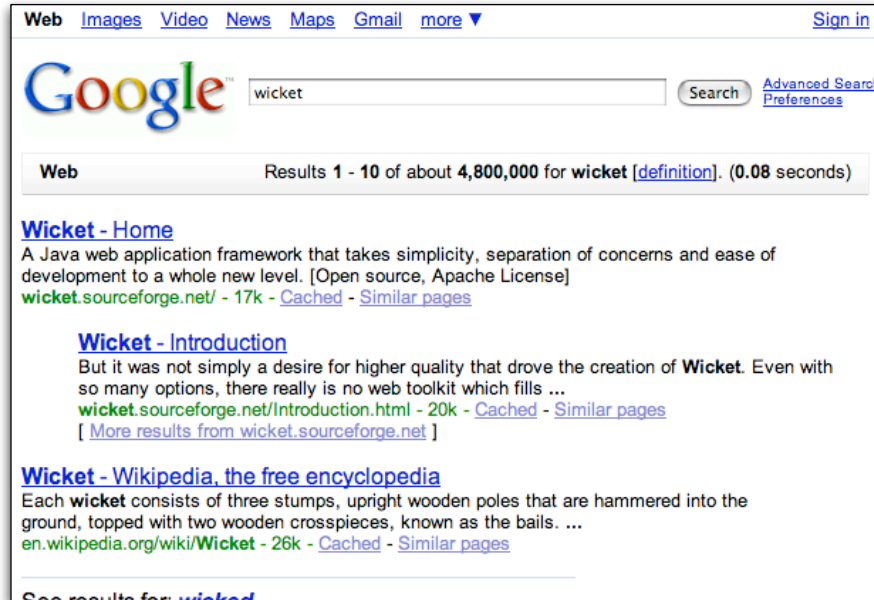 Web Images Video News Maps Gmail more ▼ Sign in
Google™ wicket Search Advanced Search
Preferences
Web Results 1 - 10 of about 4,800,000 for wicket [definition]. (0.08 seconds)
Wicket - Home
A Java web application framework that takes simplicity, separation of concerns and ease of
development to a whole new level. [Open source, Apache License]
wicket.sourceforge.net/ - 17k - Cached - Similar pages
Wicket - Introduction
But it was not simply a desire for higher quality that drove the creation of Wicket. Even with
so many options, there really is no web toolkit which fills ...
wicket.sourceforge.net/Introduction.html - 20k - Cached - Similar pages
[ More results from wicket.sourceforge.net ]
Wicket - Wikipedia, the free encyclopedia
Each wicket consists of three stumps, upright wooden poles that are hammered into the
ground, topped with two wooden crosspieces, known as the bails. ...
en.wikipedia.org/wiki/Wicket - 26k - Cached - Similar pages
See results for: wicked